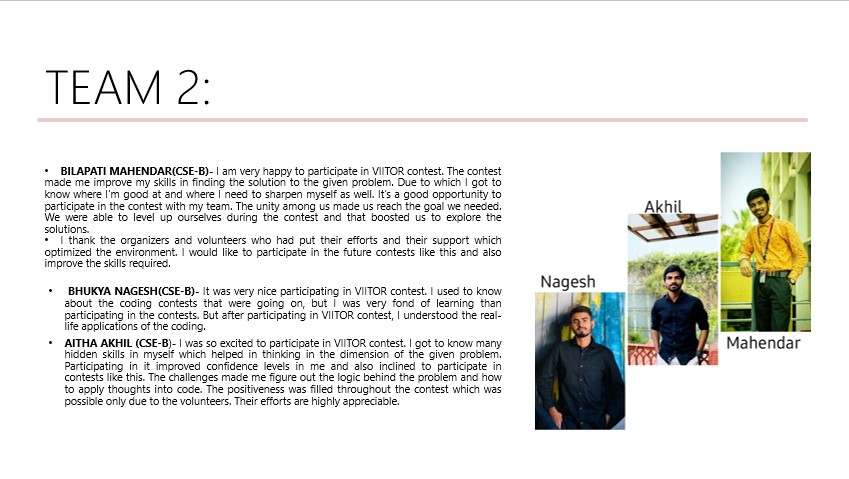 TEAM 2:
• BILAPATI MAHENDAR(CSE-B)- I am very happy to participate in VIITOR contest. The contest
made me improve my skills in finding the solution to the given problem. Due to which I got to
know where I'm good at and where I need to sharpen myself as well. It's a good opportunity to
participate in the contest with my team. The unity among us made us reach the goal we needed.
We were able to level up ourselves during the contest and that boosted us to explore the
solutions.
• I thank the organizers and volunteers who had put their efforts and their support which
optimized the environment. I would like to participate in the future contests like this and also
improve the skills required.
• BHUKYA NAGESH(CSE-B)- It was very nice participating in VIITOR contest. I used to know
about the coding contests that were going on, but I was very fond of learning than
participating in the contests. But after participating in VIITOR contest, I understood the real-
life applications of the coding.
• AITHA AKHIL (CSE-B)- I was so excited to participate in VIITOR contest. I got to know many
hidden skills in myself which helped in thinking in the dimension of the given problem.
Participating in it improved confidence levels in me and also inclined to participate in
contests like this. The challenges made me figure out the logic behind the problem and how
to apply thoughts into code. The positiveness was filled throughout the contest which was
possible only due to the volunteers. Their efforts are highly appreciable.
Nagesh
Akhil
Mahendar